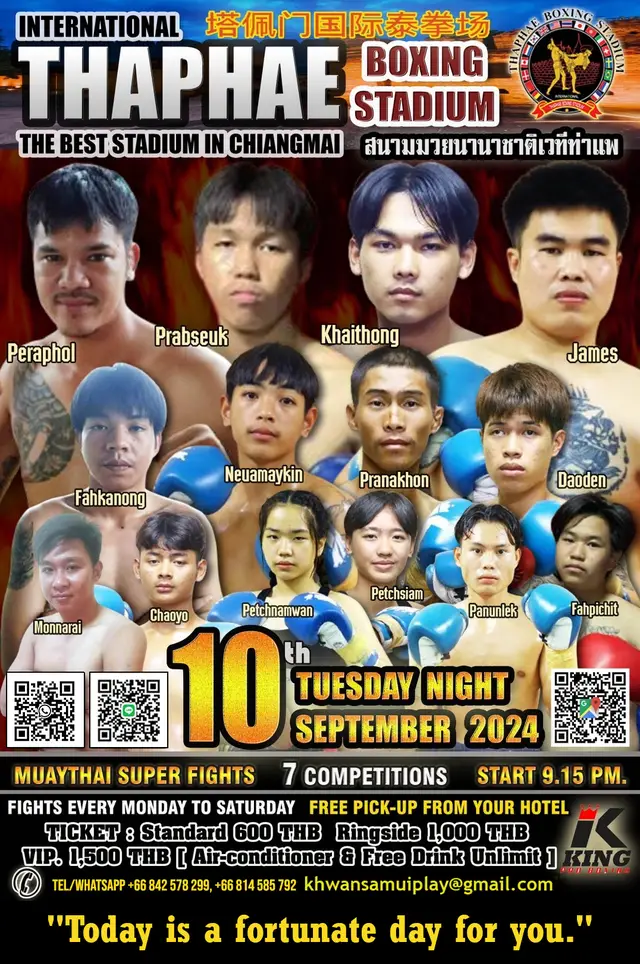 INTERNATIONAL
塔佩门国际泰拳场
THAPHAE
BOXING
STADIUM
THAPHAE BOXING STADIUM
INTERNATIONAL
THE BEST STADIUM IN CHIANGMAI
สนามมวยนานาชาติเวทีท่าแพ
Peraphol
Prabseuk
Khaithong
James
Fahkanong
Neuamaykin
Pranakhon
Daoden
Monnarai
Chaoyo
Petchnamwan
Petchsiam
Panunlek
Fahpichit
10th
TUESDAY NIGHT
SEPTEMBER 2024
MUAYTHAI SUPER FIGHTS 7 COMPETITIONS START 9.15 PM.
FIGHTS EVERY MONDAY TO SATURDAY FREE PICK-UP FROM YOUR HOTEL
TICKET : Standard 600 THB Ringside 1,000 THB
VIP. 1,500 THB [ Air-conditioner & Free Drink Unlimit ]
K
KING
TEL/WHATSAPP +66 842 578 299, +66 814 585 792 khwansamuiplay@gmail.com
"Today is a fortunate day for you."